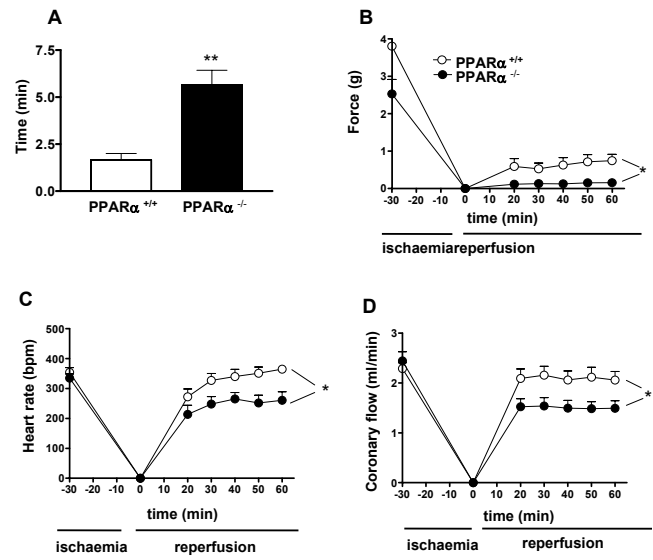 A
Time (min)
7.5
5.0
2.5
0.0
**
PPARα +/+
PPARα -/-
B
Force (g)
4
3
2
1
0
PPARα +/+
PPARα -/-
*
-30 -20 -10 0 10 20 30 40 50 60
time (min)
ischaemiareperfusion
C
Heart rate (bpm)
500
400
300
200
100
0
*
-30 -20 -10 0 10 20 30 40 50 60
time (min)
ischaemia reperfusion
D
Coronary flow (ml/min)
3
2
1
0
*
-30 -20 -10 0 10 20 30 40 50 60
time (min)
ischaemia reperfusion